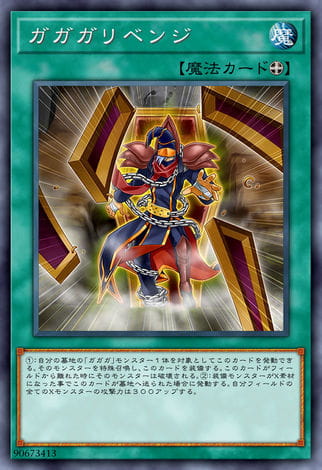 ガガガリベンジ
魔
【魔法カード】
①：自分の墓地の「ガガガ」モンスター１体を対象としてこのカードを発動でき
る。そのモンスターを特殊召喚し、このカードを装備する。このカードがフィ
ールドから離れた時にそのモンスターは破壊される。②：装備モンスターがX素材
になった事でこのカードが墓地へ送られた場合に発動する。自分フィールドの
全てのXモンスターの攻撃力は３００アップする。
90673413